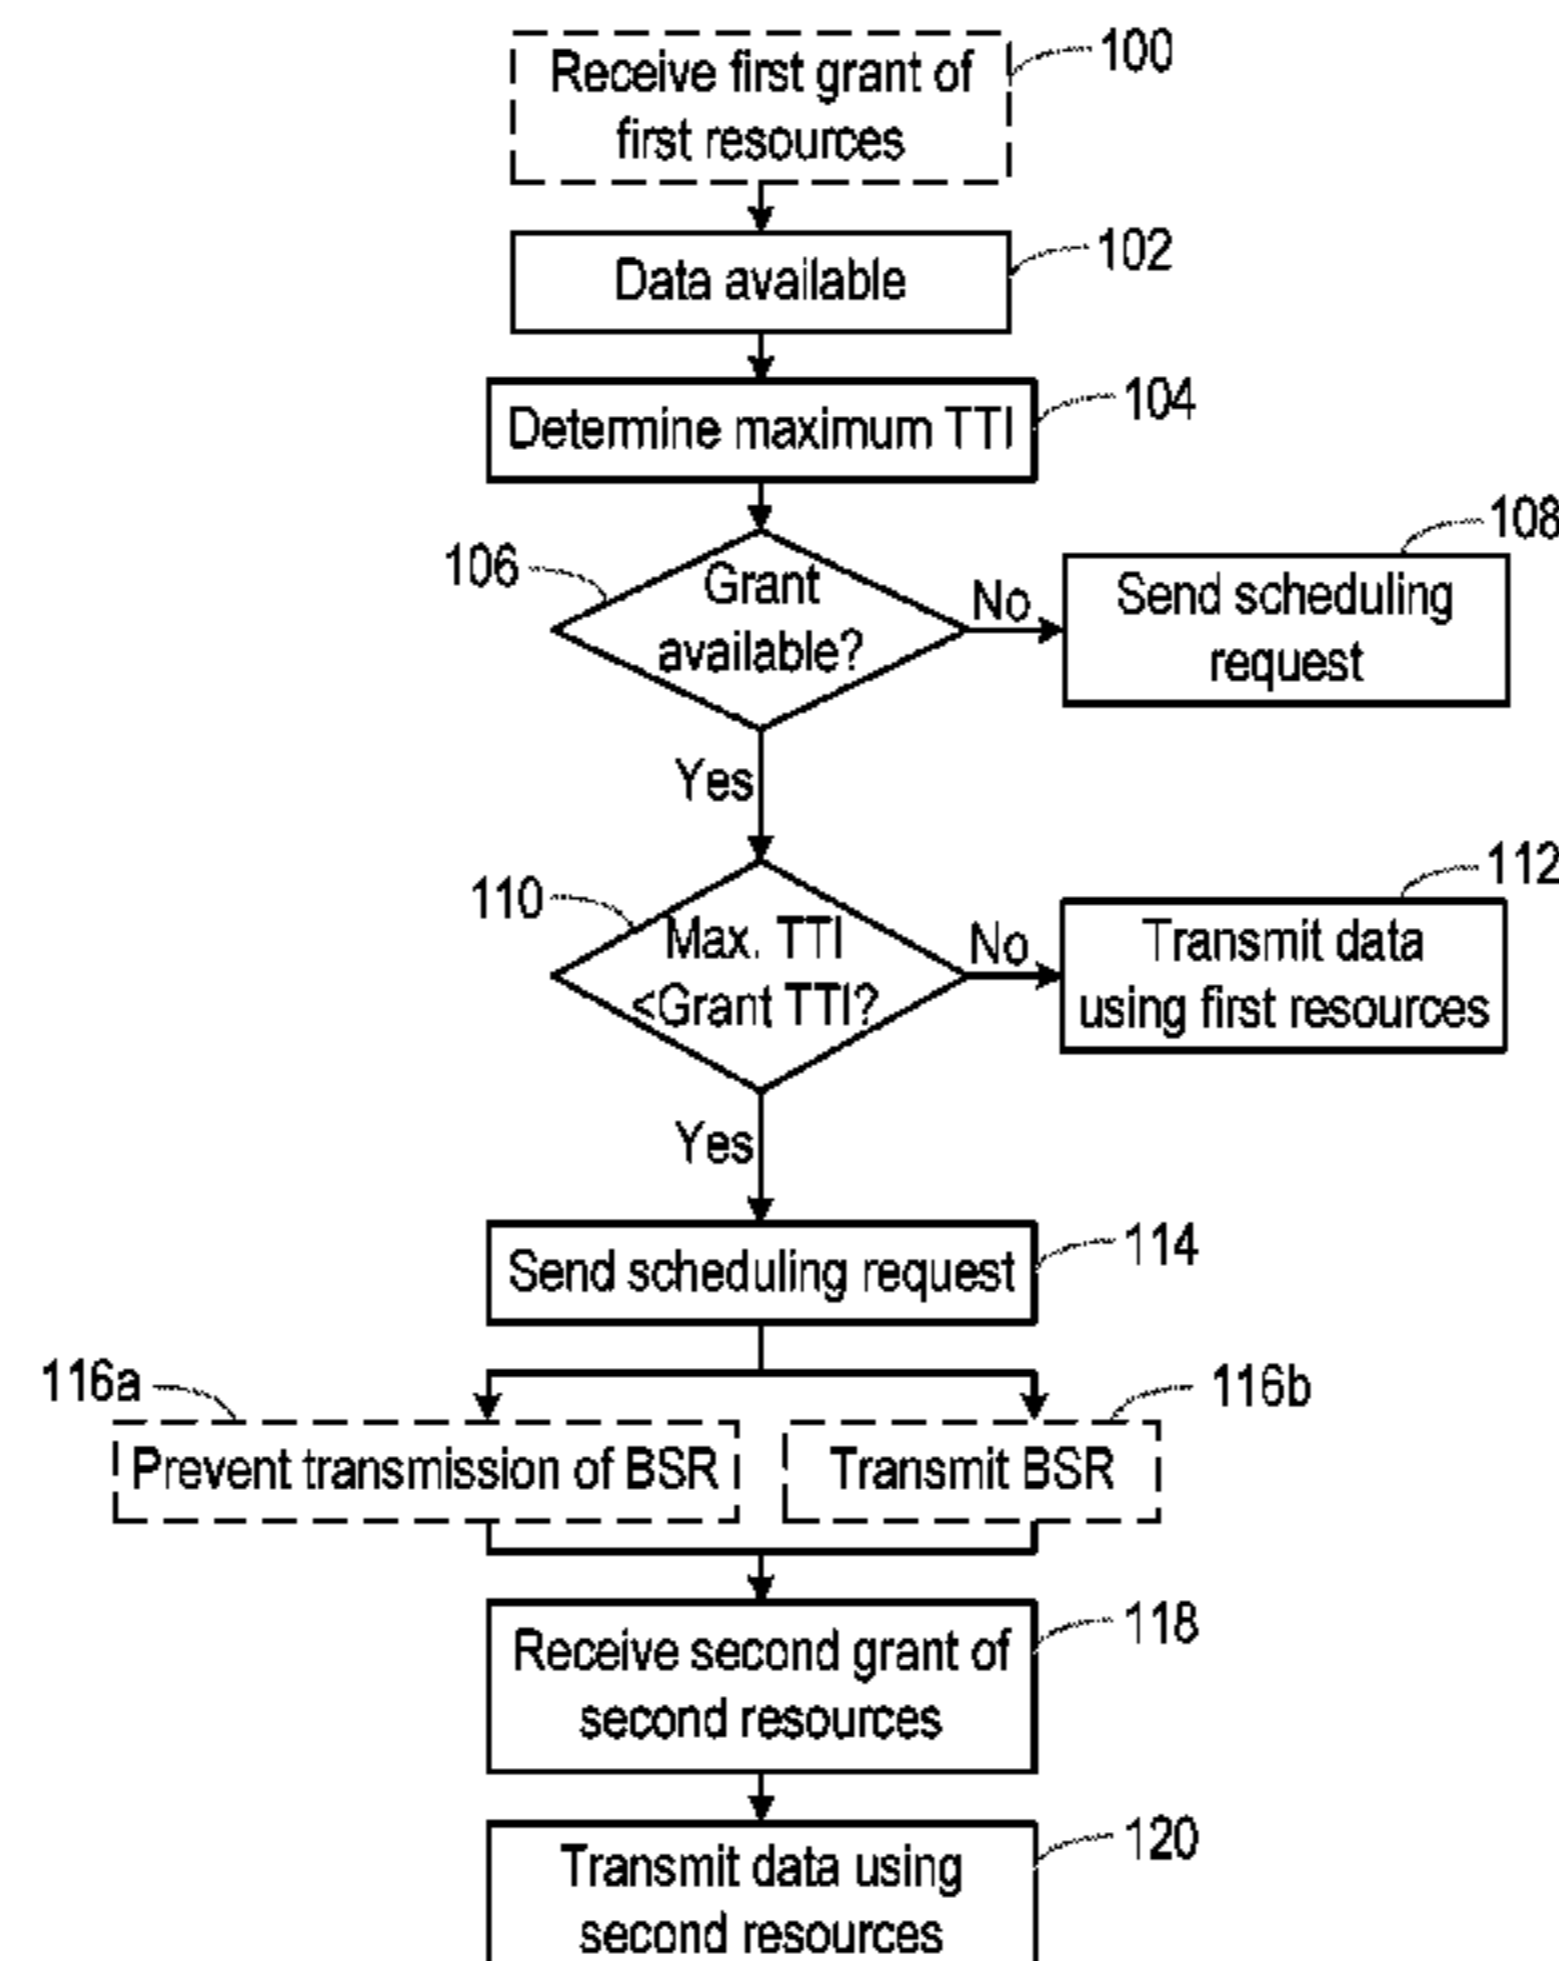 Receive first grant of
first resources
100
Data available
102
Determine maximum TTI
104
106
Grant
available?
No
Send scheduling
request
108
Yes
110
Max. TTI
<Grant TTI?
No
Transmit data
using first resources
112
Yes
Send scheduling request
114
116a
Prevent transmission of BSR
Transmit BSR
116b
Receive second grant of
second resources
118
Transmit data using
second resources
120